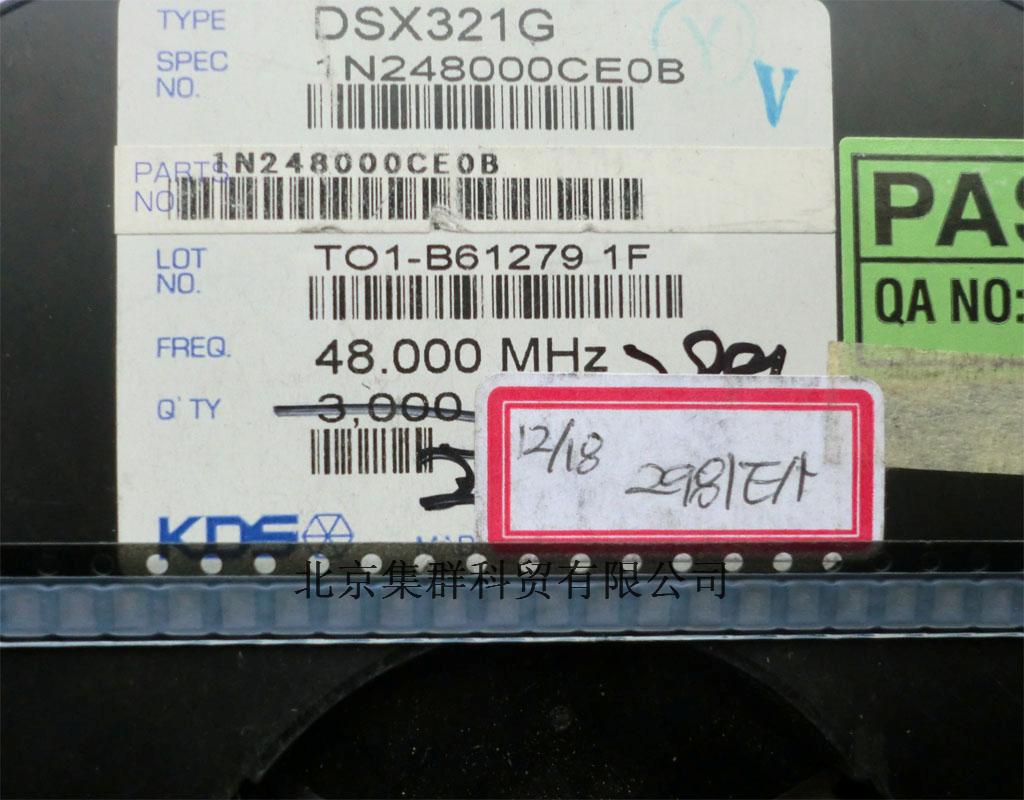 TYPE DSX321G
Y
SPEC NO. 1N248000CE0B
V
PARTS NO. 1N248000CE0B
PAS
QA NO:
LOT NO. TO1-B61279 1F
FREQ. 48.000 MHz
Q'TY 3,000
12/18
KDS
北京集群科贸有限公司